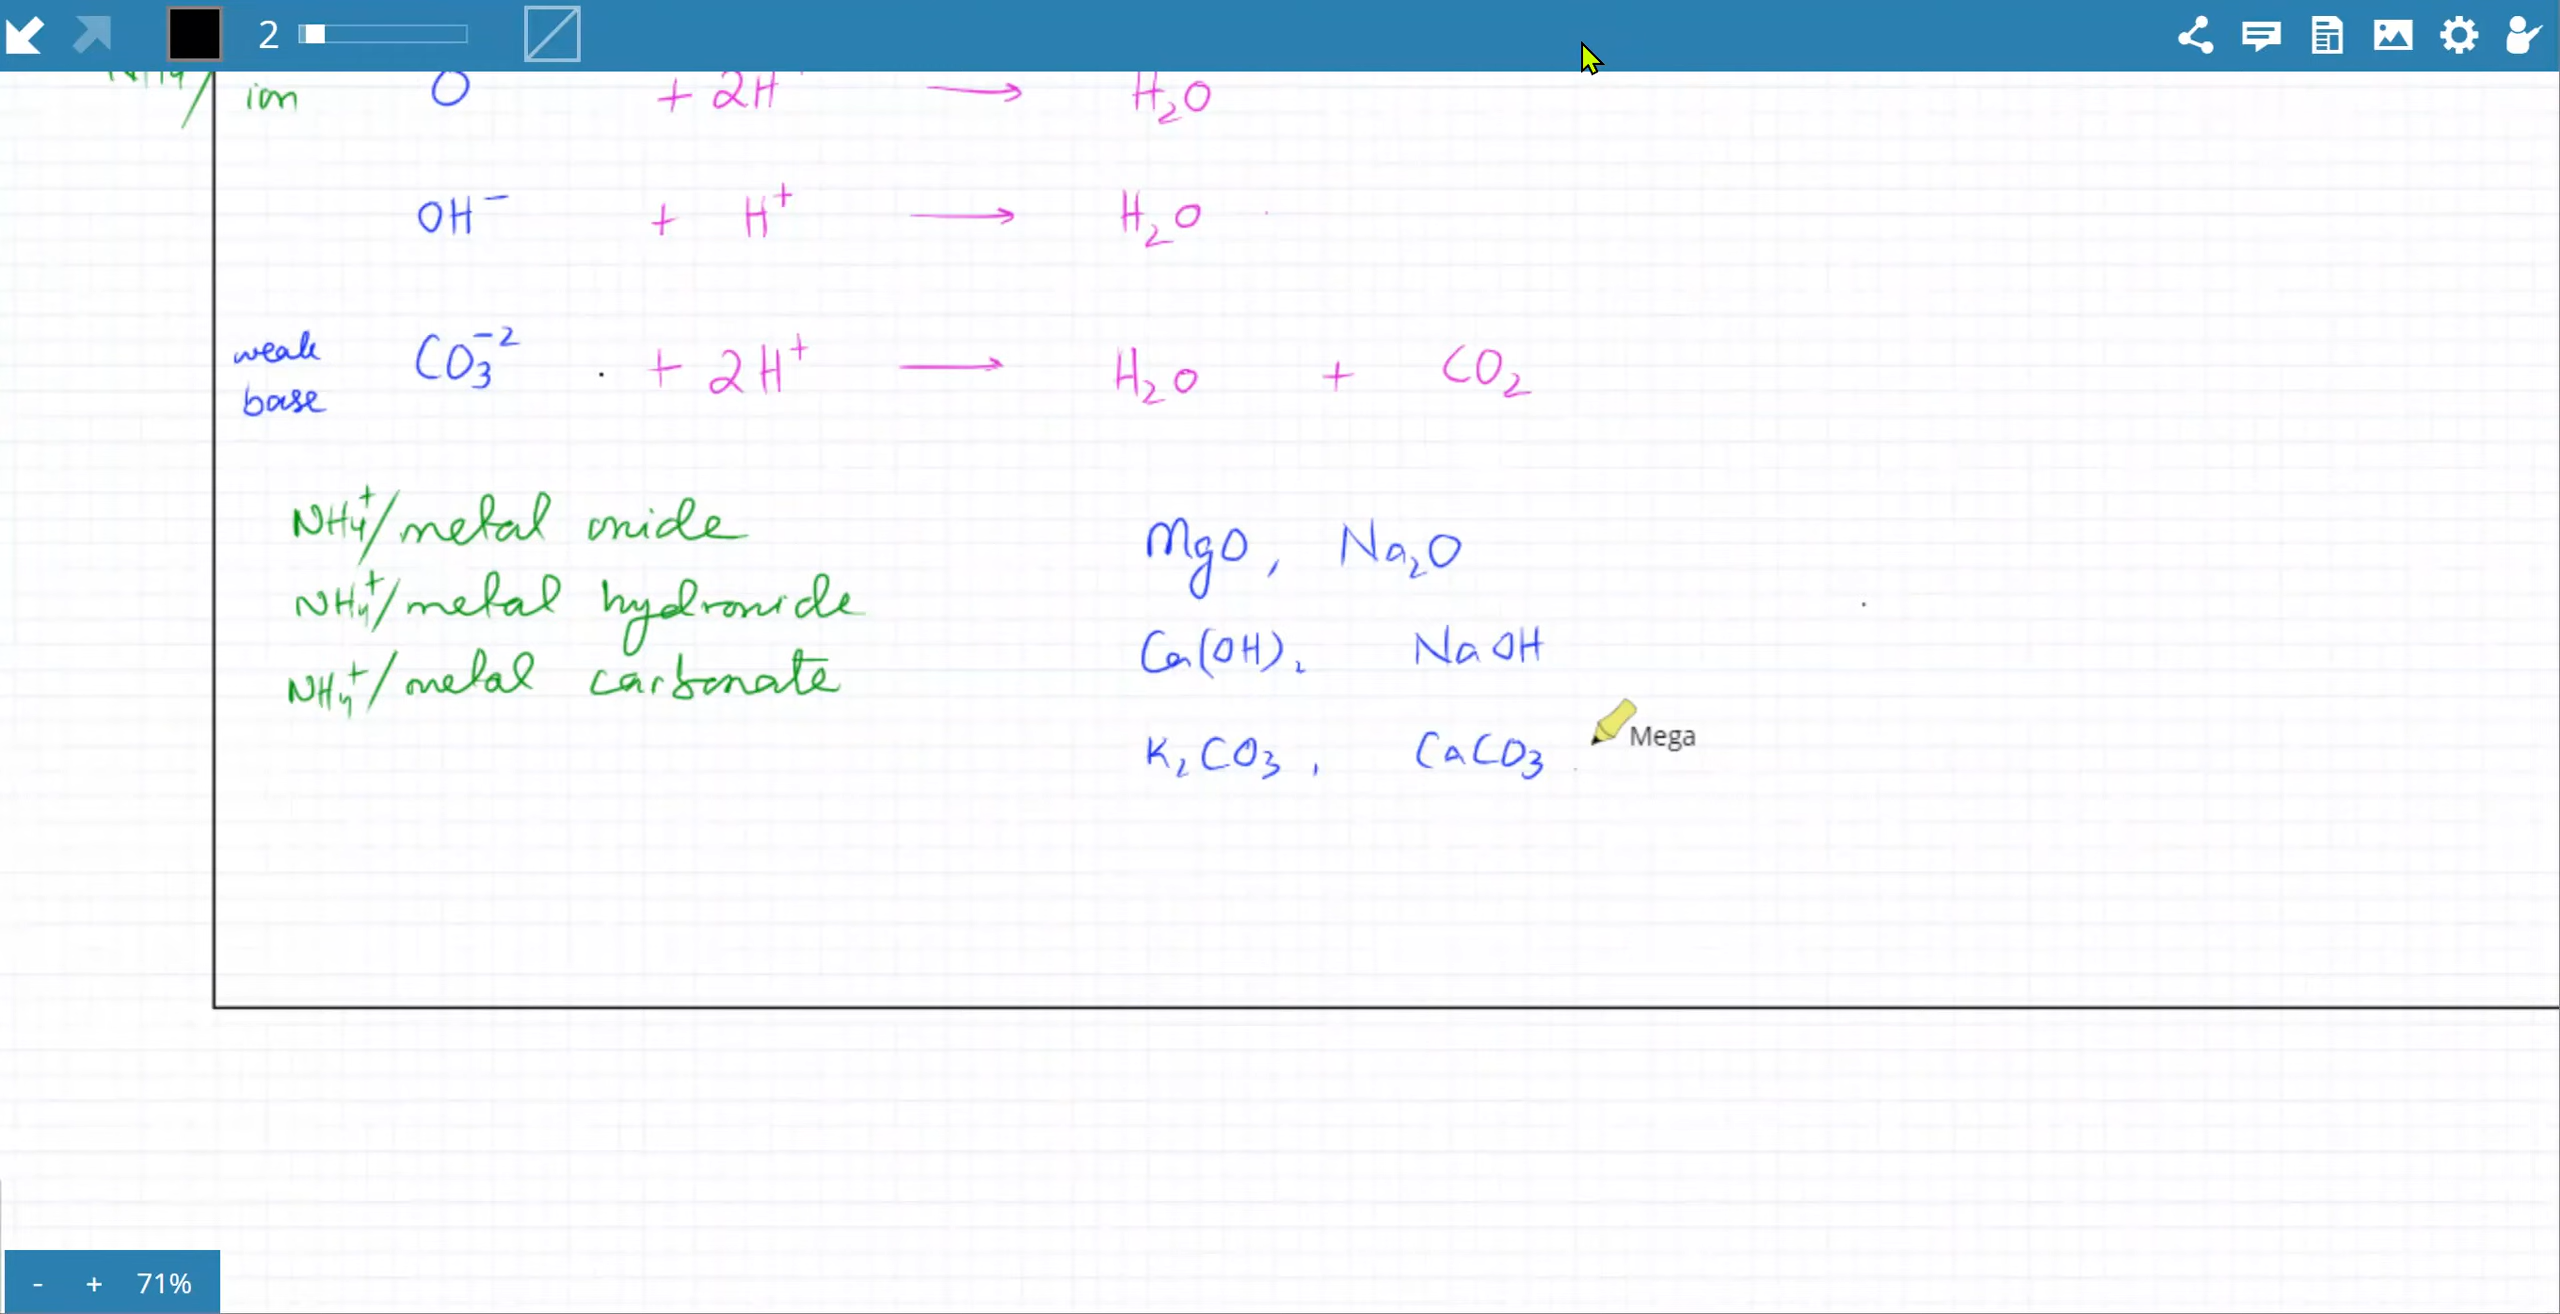 2
NH4/ ion O + 2H → H₂O
OH⁻ + H⁺ → H₂O
weak base CO₃⁻² + 2H⁺ → H₂O + CO₂
NH₄⁺/metal oxide MgO, Na₂O
NH₄⁺/metal hydroxide Ca(OH)₂ NaOH
NH₄⁺/metal carbonate K₂CO₃, CaCO₃
Mega
- + 71%